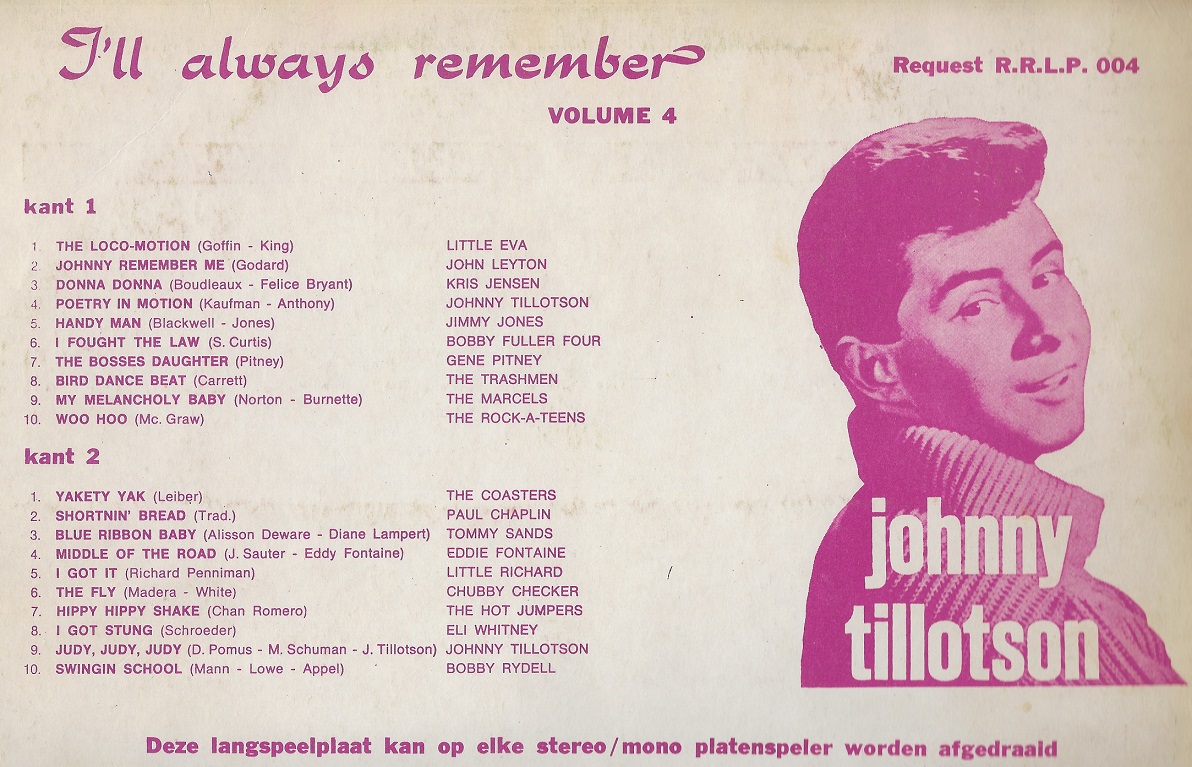 I'll always remember
Request R.R.L.P. 004
VOLUME 4
kant 1
1. THE LOCO-MOTION (Goffin - King) LITTLE EVA
2. JOHNNY REMEMBER ME (Godard) JOHN LEYTON
3. DONNA DONNA (Boudleaux - Felice Bryant) KRIS JENSEN
4. POETRY IN MOTION (Kaufman - Anthony) JOHNNY TILLOTSON
5. HANDY MAN (Blackwell - Jones) JIMMY JONES
6. I FOUGHT THE LAW (S. Curtis) BOBBY FULLER FOUR
7. THE BOSSES DAUGHTER (Pitney) GENE PITNEY
8. BIRD DANCE BEAT (Carrett) THE TRASHMEN
9. MY MELANCHOLY BABY (Norton - Burnette) THE MARCELS
10. WOO HOO (Mc. Graw) THE ROCK-A-TEENS
kant 2
1. YAKETY YAK (Leiber) THE COASTERS
2. SHORTNIN' BREAD (Trad.) PAUL CHAPLIN
3. BLUE RIBBON BABY (Alisson Deware - Diane Lampert) TOMMY SANDS
4. MIDDLE OF THE ROAD (J. Sauter - Eddy Fontaine) EDDIE FONTAINE
5. I GOT IT (Richard Penniman) LITTLE RICHARD
6. THE FLY (Madera - White) CHUBBY CHECKER
7. HIPPY HIPPY SHAKE (Chan Romero) THE HOT JUMPERS
8. I GOT STUNG (Schroeder) ELI WHITNEY
9. JUDY, JUDY, JUDY (D. Pomus - M. Schuman - J. Tillotson) JOHNNY TILLOTSON
10. SWINGIN SCHOOL (Mann - Lowe - Appel) BOBBY RYDELL
johnny
tillotson
Deze langspeelplaat kan op elke stereo/mono platenspeler worden afgedraaid